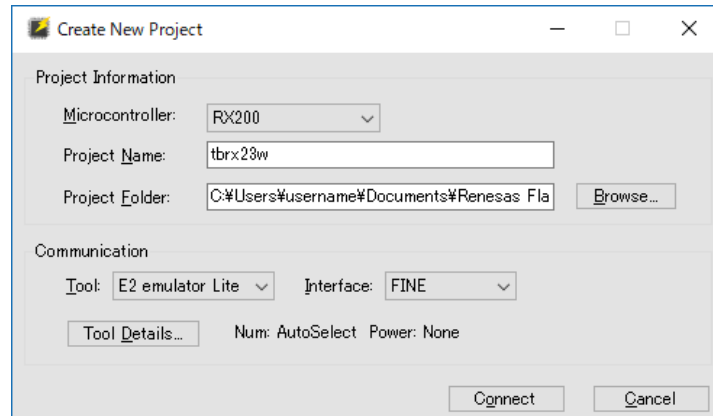 Create New Project
Project Information
Microcontroller: RX200
Project Name: tbrx23w
Project Folder: C:¥Users¥username¥Documents¥Renesas Fla Browse...
Communication
Tool: E2 emulator Lite Interface: FINE
Tool Details... Num: AutoSelect Power: None
Connect Cancel